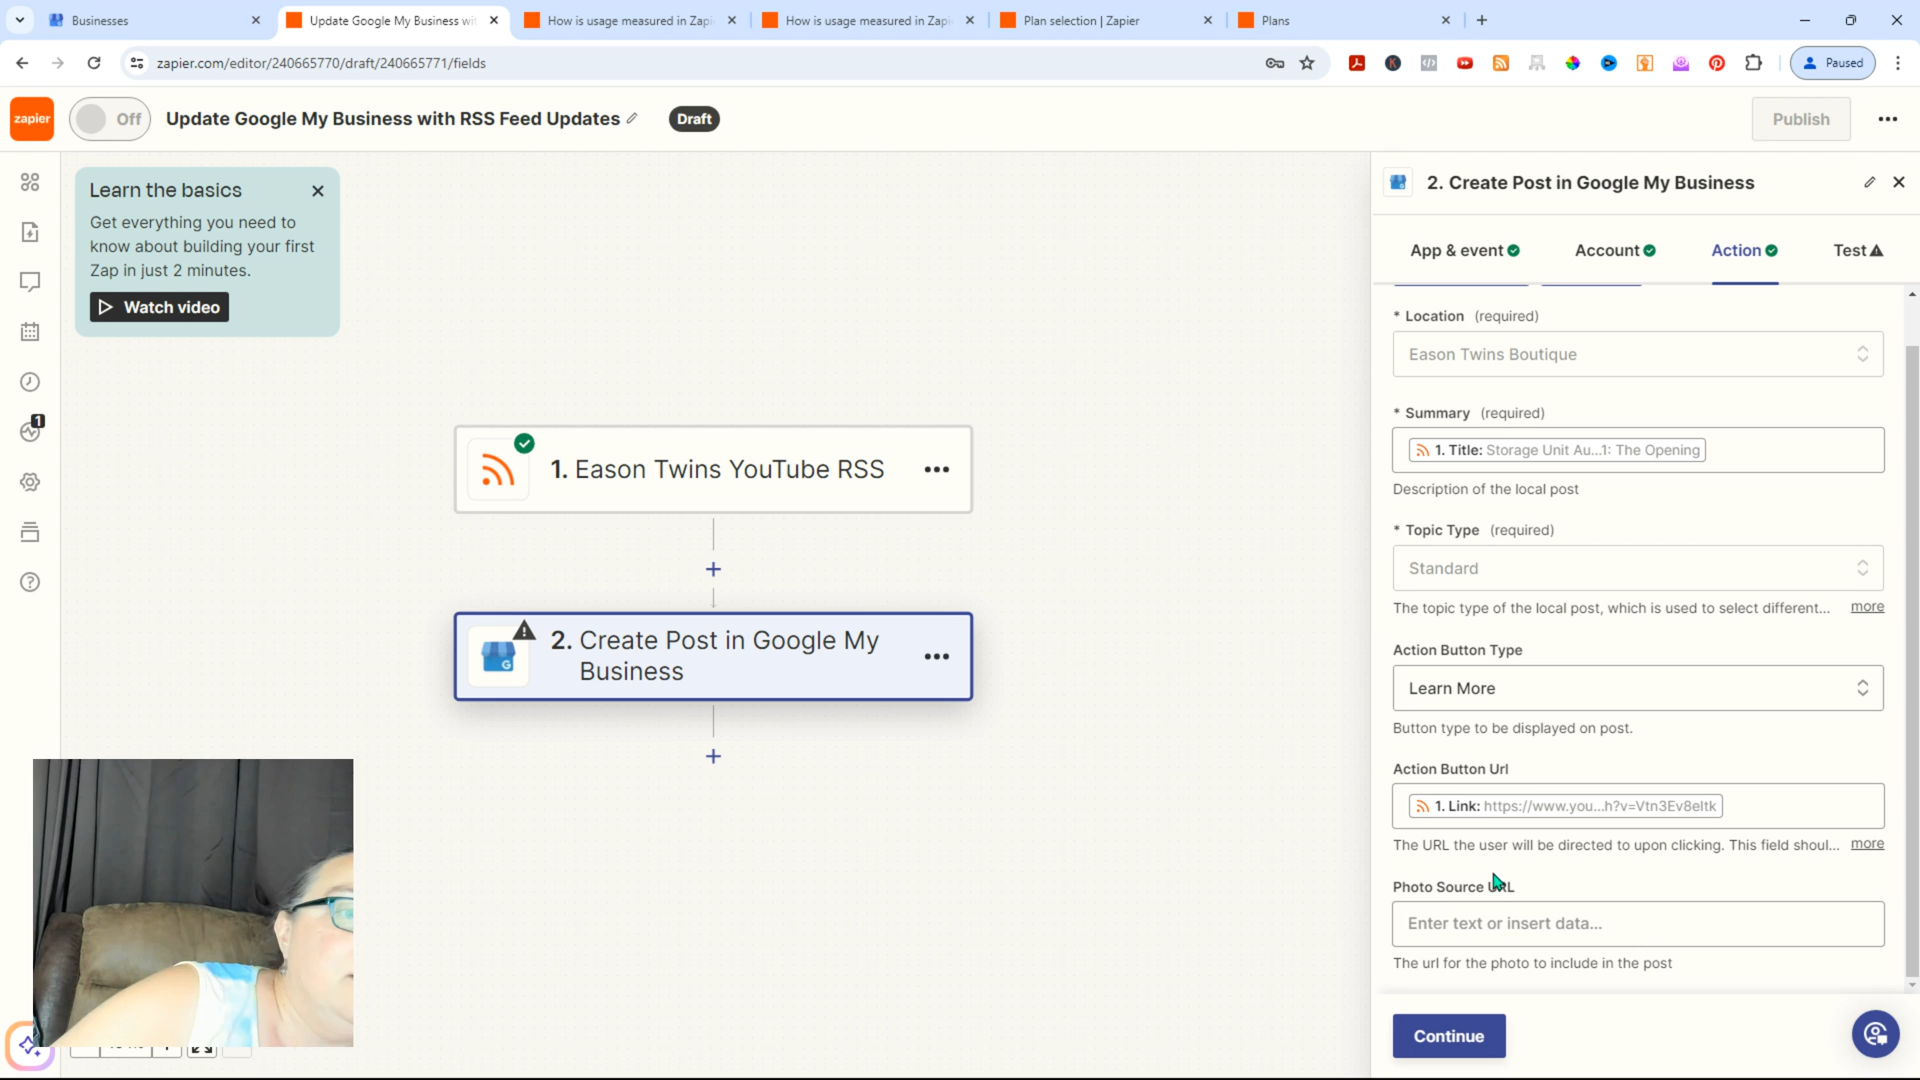 Businesses
Update Google My Business wi
How is usage measured in Zapi
How is usage measured in Zapi
Plan selection | Zapier
Plans
zapier.com/editor/240665770/draft/240665771/fields
Paused
zapier
Off
Update Google My Business with RSS Feed Updates
Draft
Publish
Learn the basics
Get everything you need to
know about building your first
Zap in just 2 minutes.
Watch video
1
1. Eason Twins YouTube RSS
2. Create Post in Google My
Business
2. Create Post in Google My Business
App & event
Account
Action
Test
* Location (required)
Eason Twins Boutique
* Summary (required)
1. Title: Storage Unit Au...1: The Opening
Description of the local post
* Topic Type (required)
Standard
The topic type of the local post, which is used to select different... more
Action Button Type
Learn More
Button type to be displayed on post.
Action Button Url
1. Link: https://www.you...h?v=Vtn3Ev8eItk
The URL the user will be directed to upon clicking. This field shoul... more
Photo Source URL
Enter text or insert data...
The url for the photo to include in the post
Continue